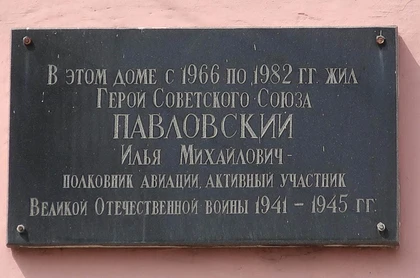 В этом доме с 1966 по 1982 гг. жил
Герой Советского Союза
ПАВЛОВСКИЙ
Илья Михайлович -
полковник авиации, активный участник
Великой Отечественной войны 1941 – 1945 гг.